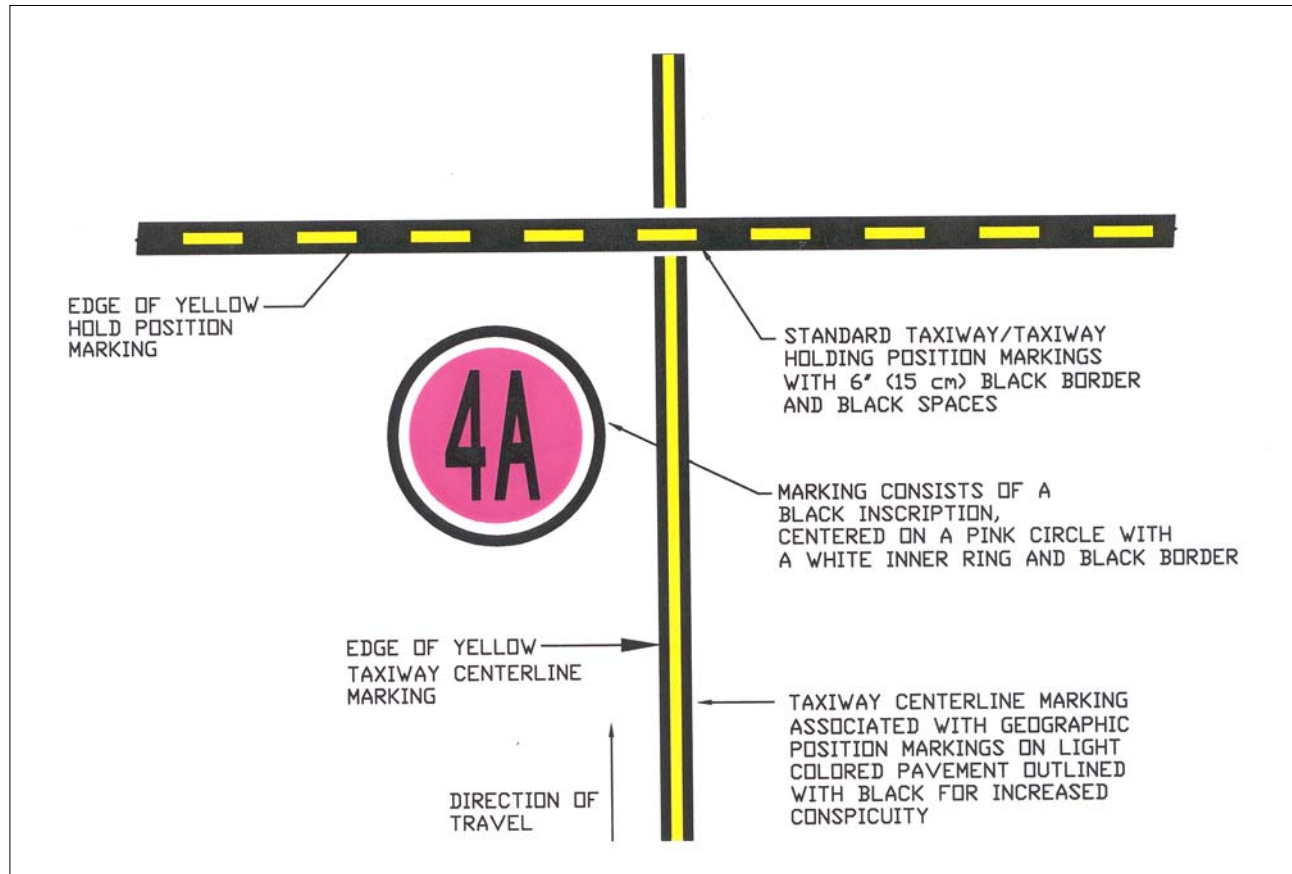 EDGE OF YELLOW
HOLD POSITION
MARKING
STANDARD TAXIWAY/TAXIWAY
HOLDING POSITION MARKINGS
WITH 6" (15 cm) BLACK BORDER
AND BLACK SPACES
4A
MARKING CONSISTS OF A
BLACK INSCRIPTION,
CENTERED ON A PINK CIRCLE WITH
A WHITE INNER RING AND BLACK BORDER
EDGE OF YELLOW
TAXIWAY CENTERLINE
MARKING
TAXIWAY CENTERLINE MARKING
ASSOCIATED WITH GEOGRAPHIC
POSITION MARKINGS ON LIGHT
COLORED PAVEMENT OUTLINED
WITH BLACK FOR INCREASED
CONSPICUITY
DIRECTION OF
TRAVEL